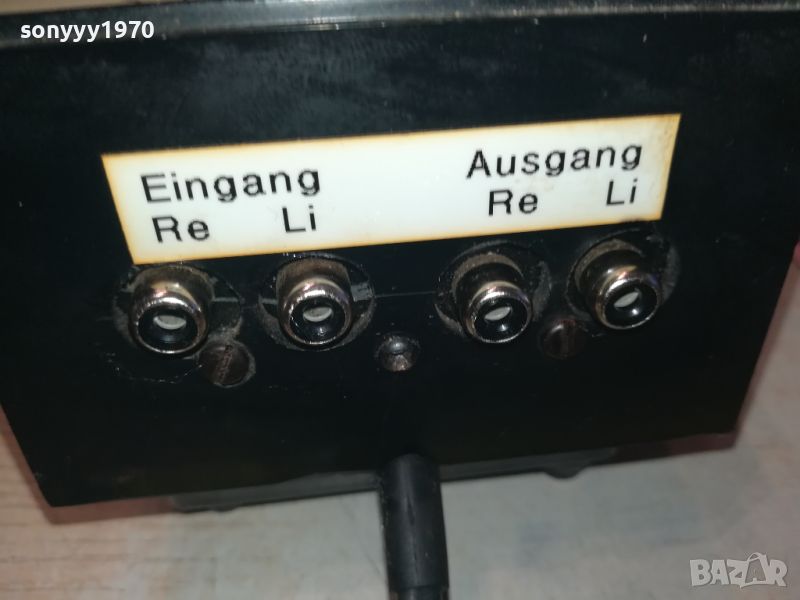 sonyyy1970
Eingang Ausgang
Re Li Re Li
BAZAR